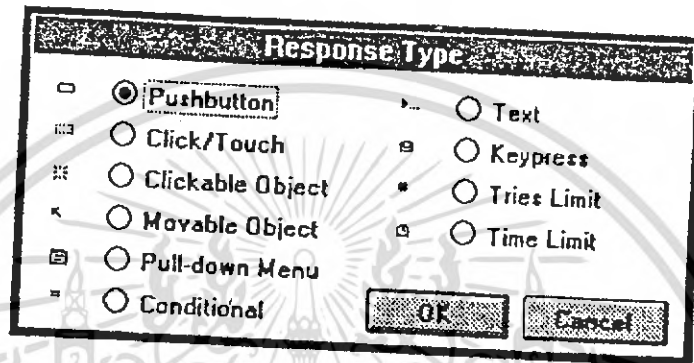 Response Type
Pushbutton
Click/Touch
Clickable Object
Movable Object
Pull-down Menu
Conditional
Text
Keypress
Tries Limit
Time Limit
OK
Cancel